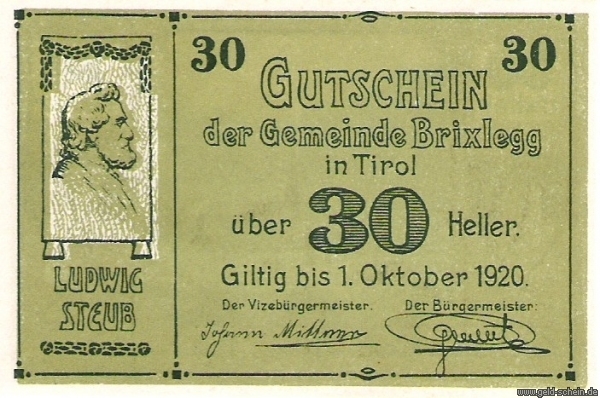 30 30
GUTSCHEIN
der Gemeinde Brixlegg
in Tirol
über 30 Heller.
Giltig bis 1. Oktober 1920.
Der Vizebürgermeister. Der Bürgermeister:
Johann
LUDWIG
STEUB
www.geld-schein.de